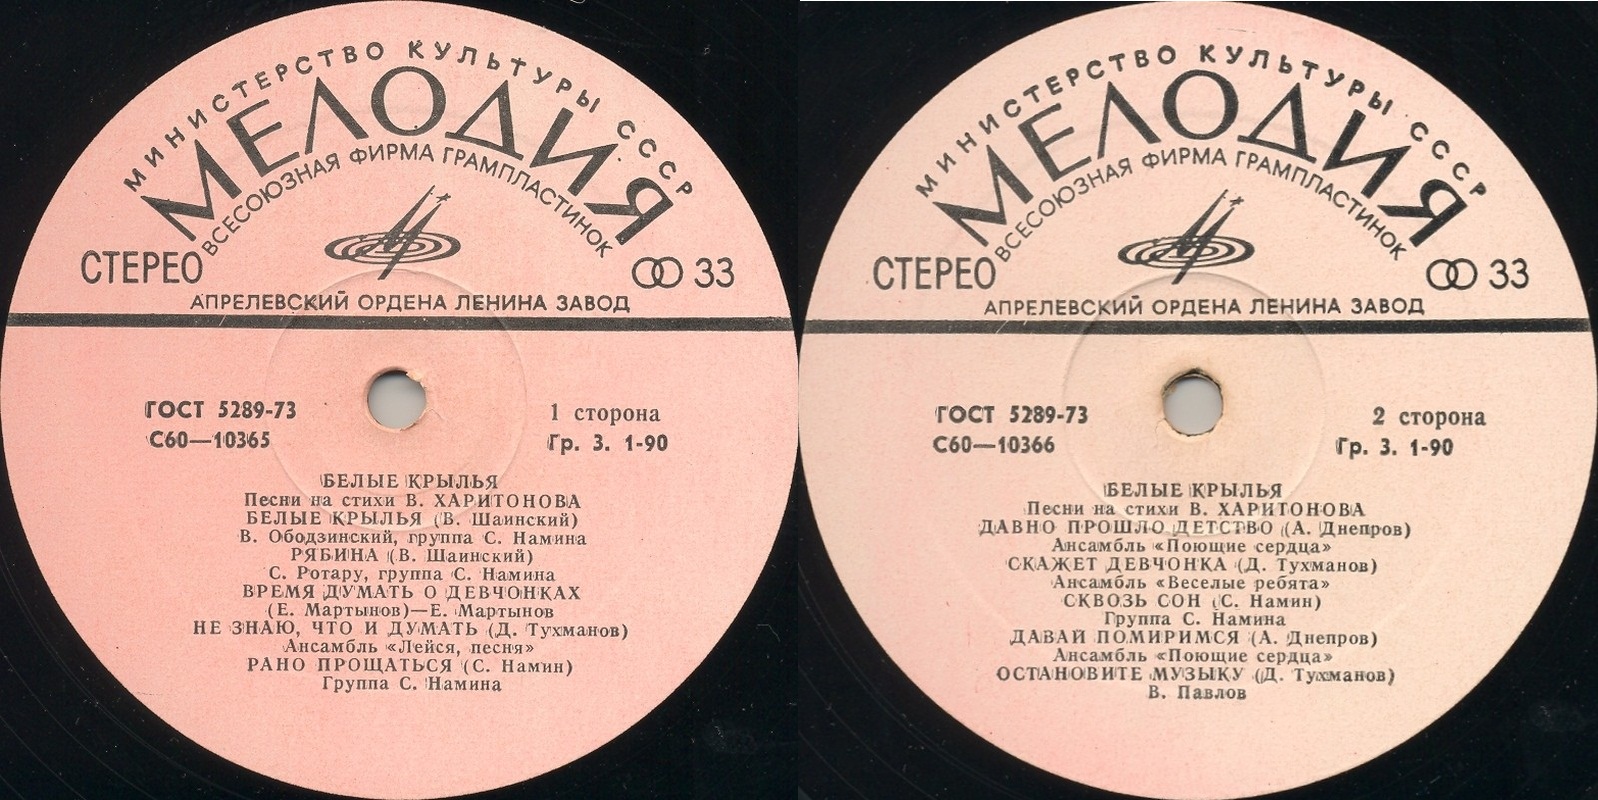 МИНИСТЕРСТВО КУЛЬТУРЫ СССР
МЕЛОДИЯ
ВСЕСОЮЗНАЯ ФИРМА ГРАМПЛАСТИНОК
СТЕРЕО
33
АПРЕЛЕВСКИЙ ОРДЕНА ЛЕНИНА ЗАВОД
ГОСТ 5289-73
1 сторона
С60—10365
Гр. 3. 1-90
БЕЛЫЕ КРЫЛЬЯ
Песни на стихи В. ХАРИТОНОВА
БЕЛЫЕ КРЫЛЬЯ (В. Шаинский)
В. Ободзинский, группа С. Намина
РЯБИНА (В. Шаинский)
С. Ротару, группа С. Намина
ВРЕМЯ ДУМАТЬ О ДЕВЧОНКАХ
(Е. Мартынов)—Е. Мартынов
НЕ ЗНАЮ, ЧТО И ДУМАТЬ (Д. Тухманов)
Ансамбль «Лейся, песня»
РАНО ПРОЩАТЬСЯ (С. Намин)
Группа С. Намина
МИНИСТЕРСТВО КУЛЬТУРЫ СССР
МЕЛОДИЯ
ВСЕСОЮЗНАЯ ФИРМА ГРАМПЛАСТИНОК
СТЕРЕО
33
АПРЕЛЕВСКИЙ ОРДЕНА ЛЕНИНА ЗАВОД
ГОСТ 5289-73
2 сторона
С60—10366
Гр. 3. 1-90
БЕЛЫЕ КРЫЛЬЯ
Песни на стихи В. ХАРИТОНОВА
ДАВНО ПРОШЛО ДЕТСТВО (А. Днепров)
Ансамбль «Поющие сердца»
СКАЖЕТ ДЕВЧОНКА (Д. Тухманов)
Ансамбль «Веселые ребята»
СКВОЗЬ СОН (С. Намин)
Группа С. Намина
ДАВАЙ ПОМИРИМСЯ (А. Днепров)
Ансамбль «Поющие сердца»
ОСТАНОВИТЕ МУЗЫКУ (Д. Тухманов)
В. Павлов